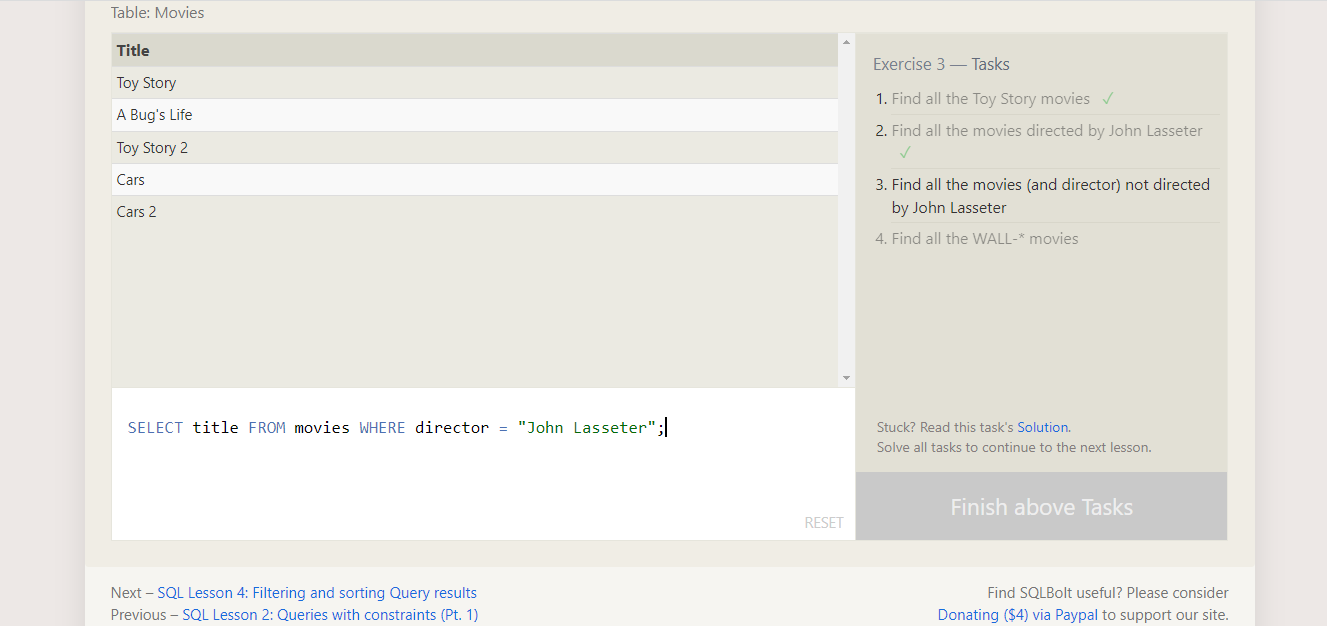 Table: Movies
Title
Toy Story
A Bug's Life
Toy Story 2
Cars
Cars 2
SELECT title FROM movies WHERE director = "John Lasseter";
RESET
Exercise 3 — Tasks
1. Find all the Toy Story movies ✓
2. Find all the movies directed by John Lasseter
✓
3. Find all the movies (and director) not directed
by John Lasseter
4. Find all the WALL-* movies
Stuck? Read this task's Solution.
Solve all tasks to continue to the next lesson.
Finish above Tasks
Next – SQL Lesson 4: Filtering and sorting Query results
Previous – SQL Lesson 2: Queries with constraints (Pt. 1)
Find SQLBolt useful? Please consider
Donating ($4) via Paypal to support our site.